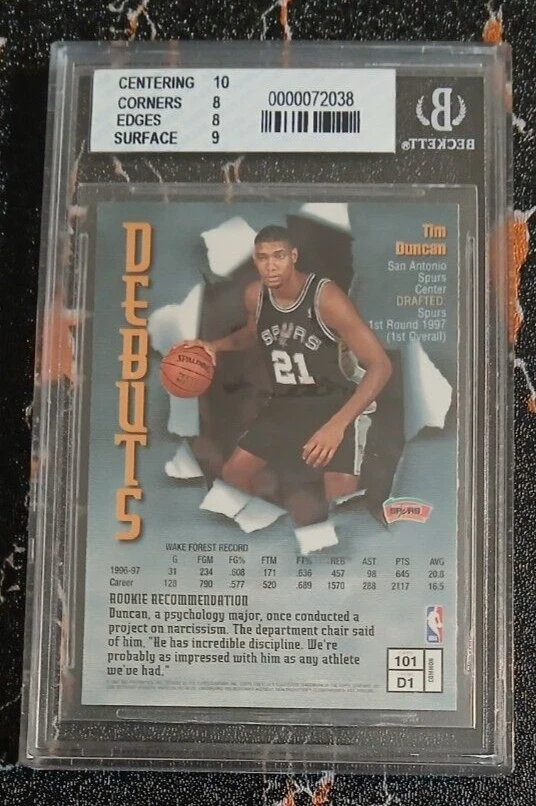 CENTERING 10
CORNERS 8
EDGES 8
SURFACE 9
0000072038
B
BECKETT®
DEBUTS
Tim
Duncan
San Antonio
Spurs
Center
DRAFTED:
Spurs
1st Round 1997
(1st Overall)
SPALDING
SPURS
21
SPURS
WAKE FOREST RECORD
G FGM FG% FTM FT% REB AST PTS AVG
1996-97 31 234 .608 171 .636 457 98 645 20.8
Career 128 790 .577 520 .689 1570 288 2117 16.5
ROOKIE RECOMMENDATION
Duncan, a psychology major, once conducted a
project on narcissism. The department chair said
of him, "He has incredible discipline. We're
probably as impressed with him as any athlete
we've had."
NBA
101
D1
COMMON